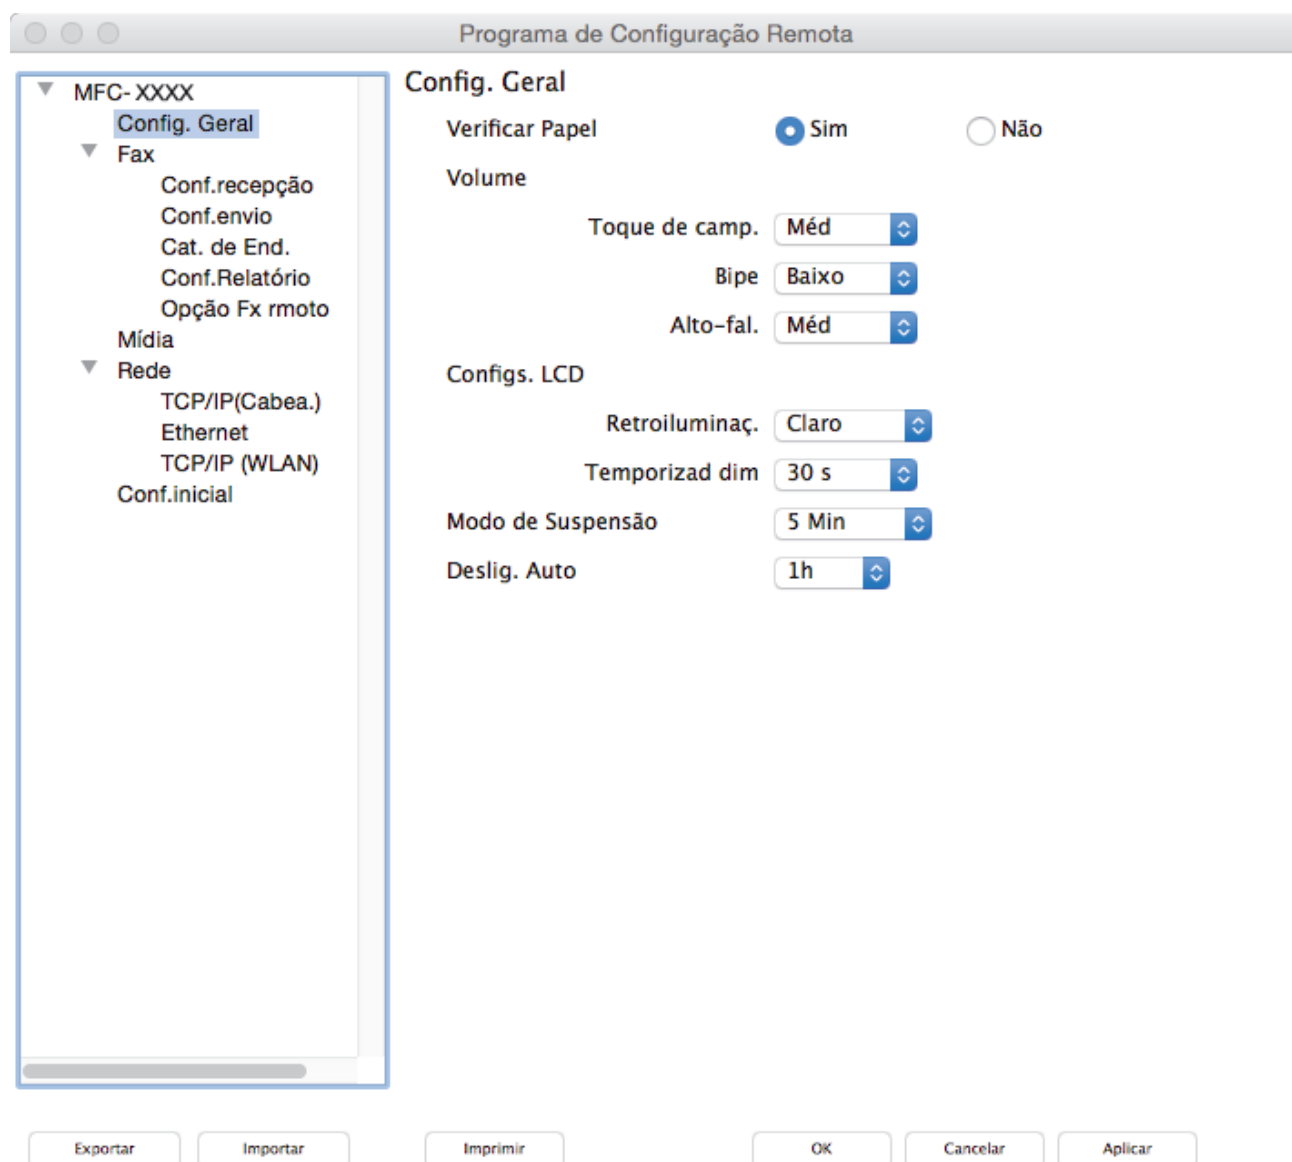 Programa de Configuração Remota
MFC- XXXX
Config. Geral
Fax
Conf.recepção
Conf.envio
Cat. de End.
Conf.Relatório
Opção Fx rmoto
Mídia
Rede
TCP/IP(Cabea.)
Ethernet
TCP/IP (WLAN)
Conf.inicial
Config. Geral
Verificar Papel Sim Não
Volume
Toque de camp. Méd
Bipe Baixo
Alto-fal. Méd
Configs. LCD
Retroiluminaç. Claro
Temporizad dim 30 s
Modo de Suspensão 5 Min
Deslig. Auto 1h
Exportar Importar Imprimir OK Cancelar Aplicar